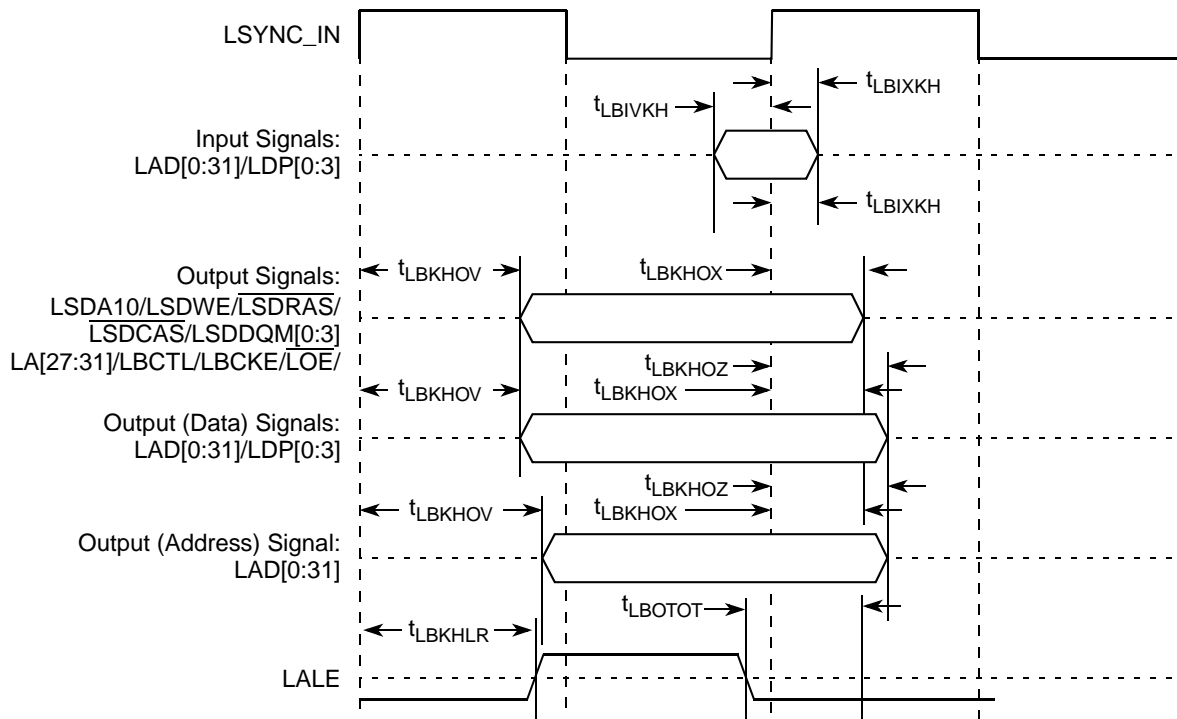 LSYNC_IN
tLBIXKH
tLBIVKH
Input Signals:
LAD[0:31]/LDP[0:3]
tLBIXKH
Output Signals:
LSDA10/LSDWE/LSDRAS/
LSDCAS/LSDDQM[0:3]
LA[27:31]/LBCTL/LBCKE/LOE/
tLBKHOV
tLBKHOX
tLBKHOZ
tLBKHOV
tLBKHOX
Output (Data) Signals:
LAD[0:31]/LDP[0:3]
tLBKHOZ
tLBKHOV
tLBKHOX
Output (Address) Signal:
LAD[0:31]
tLBOTOT
tLBKHLR
LALE